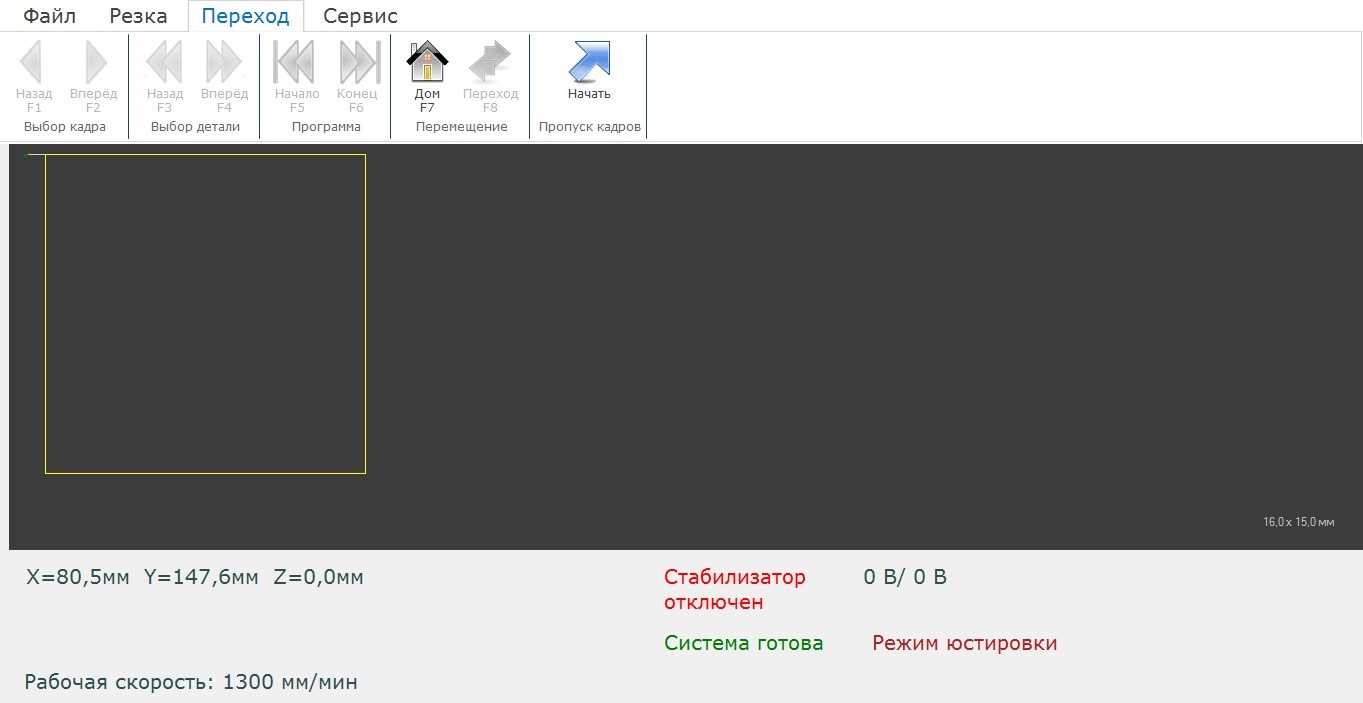 Файл Резка Переход Сервис
Назад Вперёд Назад Вперёд Начало Конец Дом Переход Начать
F1 F2 F3 F4 F5 F6 F7 F8
Выбор кадра Выбор детали Программа Перемещение Пропуск кадров
16,0 x 15,0 мм
X=80,5мм Y=147,6мм Z=0,0мм Стабилизатор 0 В/ 0 В
отключен
Система готова Режим юстировки
Рабочая скорость: 1300 мм/мин